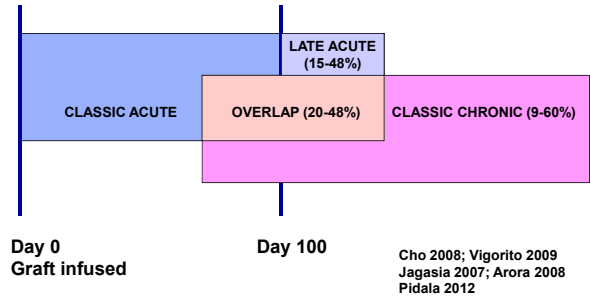 LATE ACUTE
(15-48%)
CLASSIC ACUTE
OVERLAP (20-48%)
CLASSIC CHRONIC (9-60%)
Day 0
Graft infused
Day 100
Cho 2008; Vigorito 2009
Jagasia 2007; Arora 2008
Pidala 2012